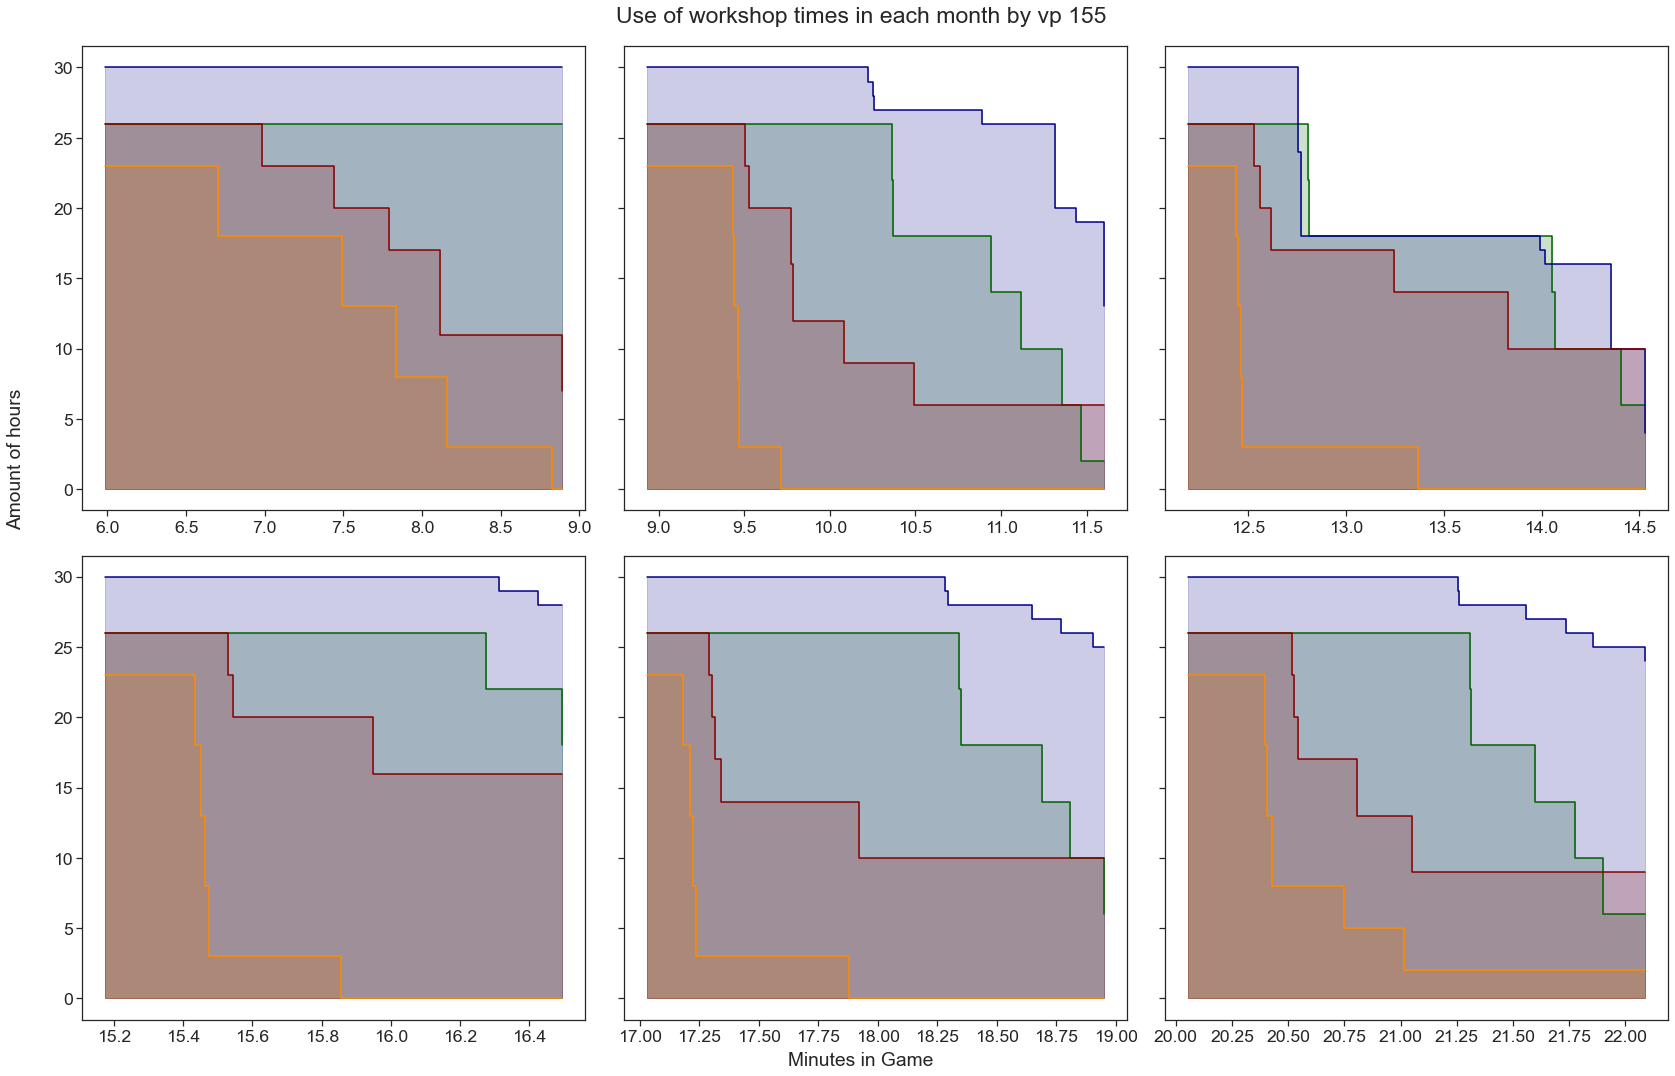 Use of workshop times in each month by vp 155
Amount of hours
30
25
20
15
10
5
0
6.0 6.5 7.0 7.5 8.0 8.5 9.0
9.0 9.5 10.0 10.5 11.0 11.5
12.5 13.0 13.5 14.0 14.5
30
25
20
15
10
5
0
15.2 15.4 15.6 15.8 16.0 16.2 16.4
17.00 17.25 17.50 17.75 18.00 18.25 18.50 18.75 19.00
20.00 20.25 20.50 20.75 21.00 21.25 21.50 21.75 22.00
Minutes in Game